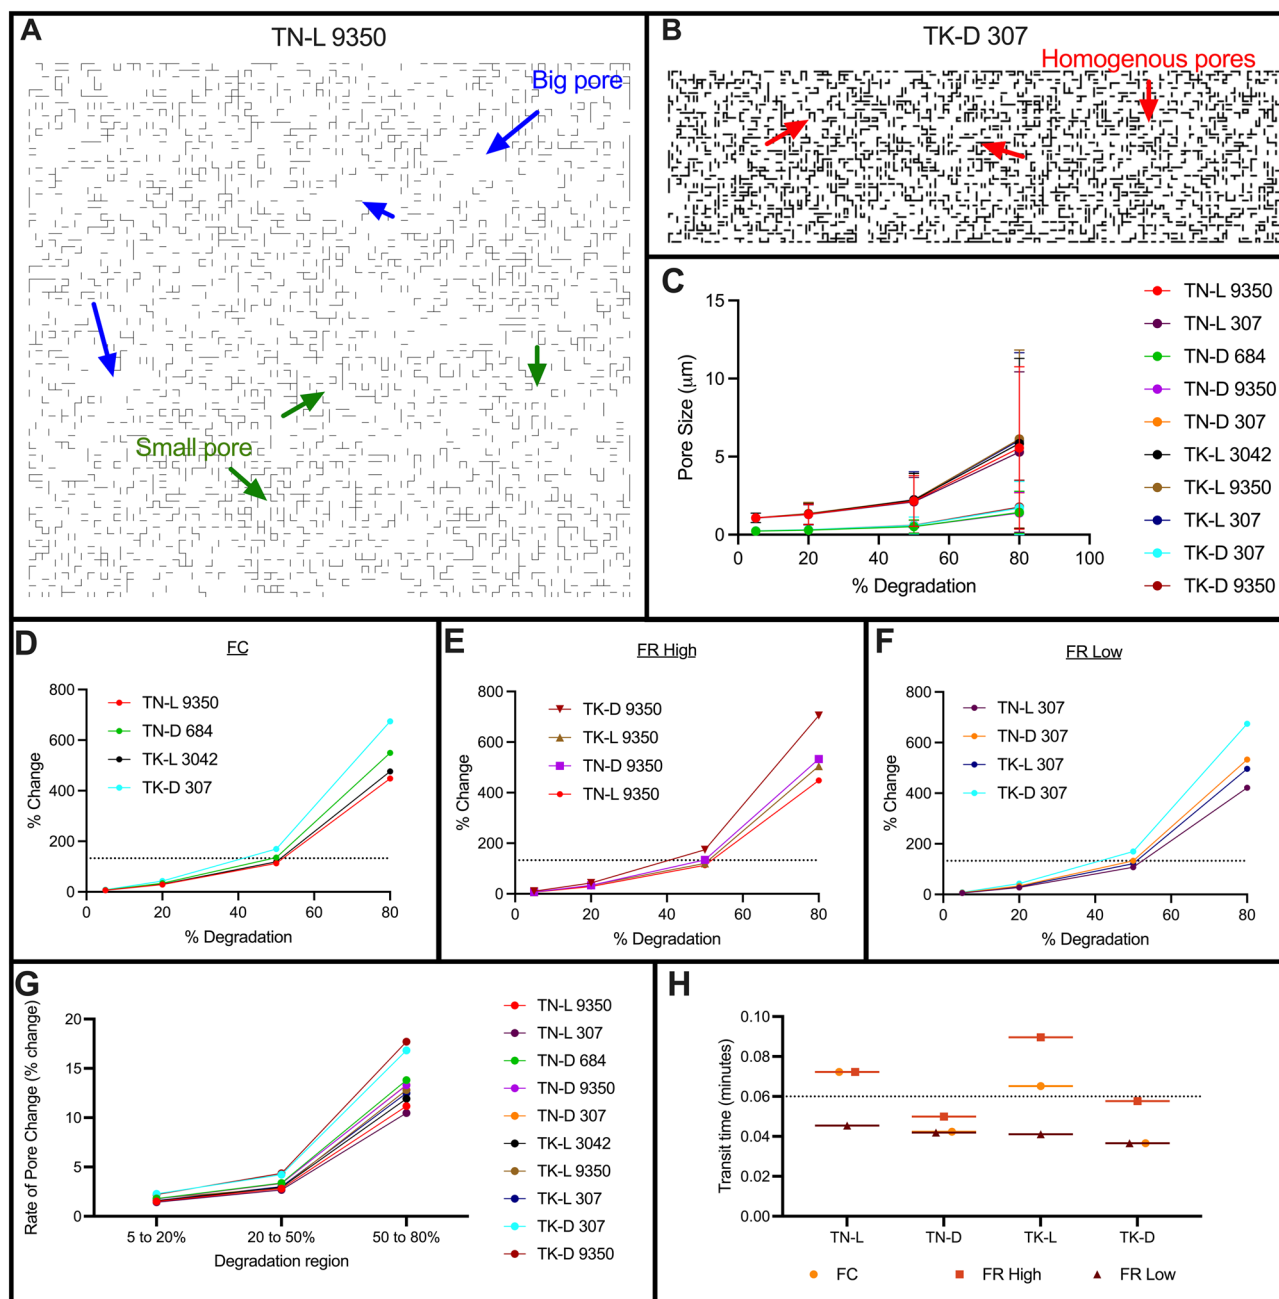 A
TN-L 9350
Big pore
Small pore
B
TK-D 307
Homogenous pores
C
Pore Size (μm)
15
10
5
0
0 20 40 60 80 100
% Degradation
TN-L 9350
TN-L 307
TN-D 684
TN-D 9350
TN-D 307
TK-L 3042
TK-L 9350
TK-L 307
TK-D 307
TK-D 9350
D
FC
% Change
800
600
400
200
0
0 20 40 60 80
% Degradation
TN-L 9350
TN-D 684
TK-L 3042
TK-D 307
E
FR High
% Change
800
600
400
200
0
0 20 40 60 80
% Degradation
TK-D 9350
TK-L 9350
TN-D 9350
TN-L 9350
F
FR Low
% Change
800
600
400
200
0
0 20 40 60 80
% Degradation
TN-L 307
TN-D 307
TK-L 307
TK-D 307
G
Rate of Pore Change (% change)
20
15
10
5
0
5 to 20% 20 to 50% 50 to 80%
Degradation region
TN-L 9350
TN-L 307
TN-D 684
TN-D 9350
TN-D 307
TK-L 3042
TK-L 9350
TK-L 307
TK-D 307
TK-D 9350
H
Transit time (minutes)
0.10
0.08
0.06
0.04
0.02
0.00
TN-L TN-D TK-L TK-D
FC FR High FR Low